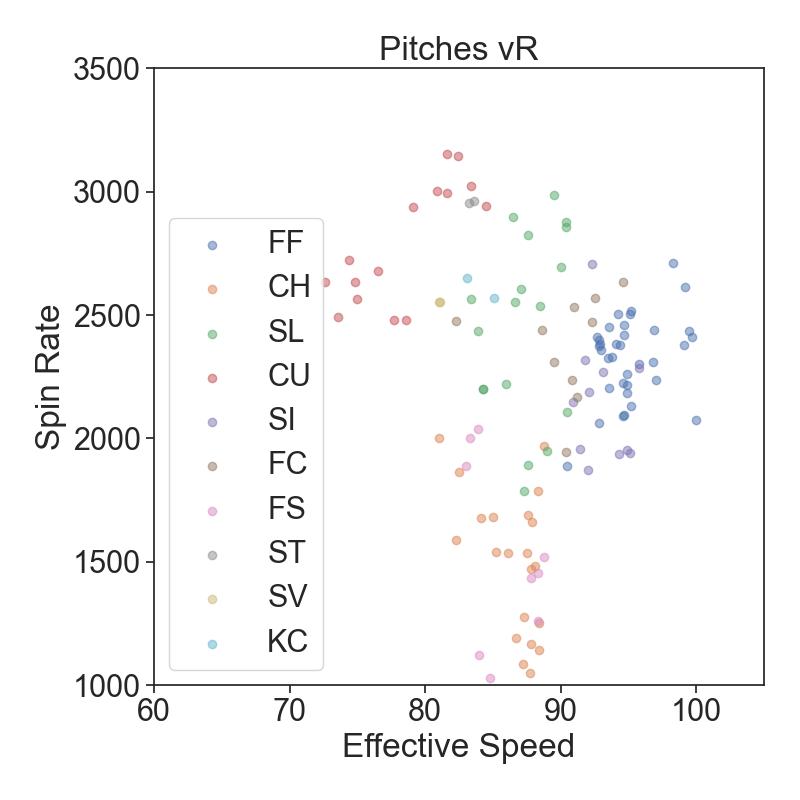 Pitches vR
3500
3000
2500
2000
1500
1000
Spin Rate
FF
CH
SL
CU
SI
FC
FS
ST
SV
KC
60 70 80 90 100
Effective Speed